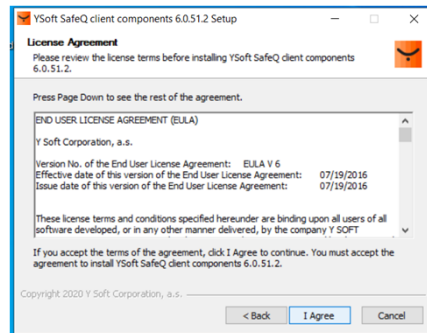 YSoft SafeQ client components 6.0.51.2 Setup
License Agreement
Please review the license terms before installing YSoft SafeQ client components
6.0.51.2.
Press Page Down to see the rest of the agreement.
END USER LICENSE AGREEMENT (EULA)
Y Soft Corporation, a.s.
Version No. of the End User License Agreement: EULA V 6
Effective date of this version of the End User License Agreement: 07/19/2016
Issue date of this version of the End User License Agreement: 07/19/2016
These license terms and conditions specified hereunder are binding upon all users of all
software developed, or in any other manner delivered, by the company Y SOFT
If you accept the terms of the agreement, click I Agree to continue. You must accept the
agreement to install YSoft SafeQ client components 6.0.51.2.
Copyright 2020 Y Soft Corporation, a.s.
< Back I Agree Cancel